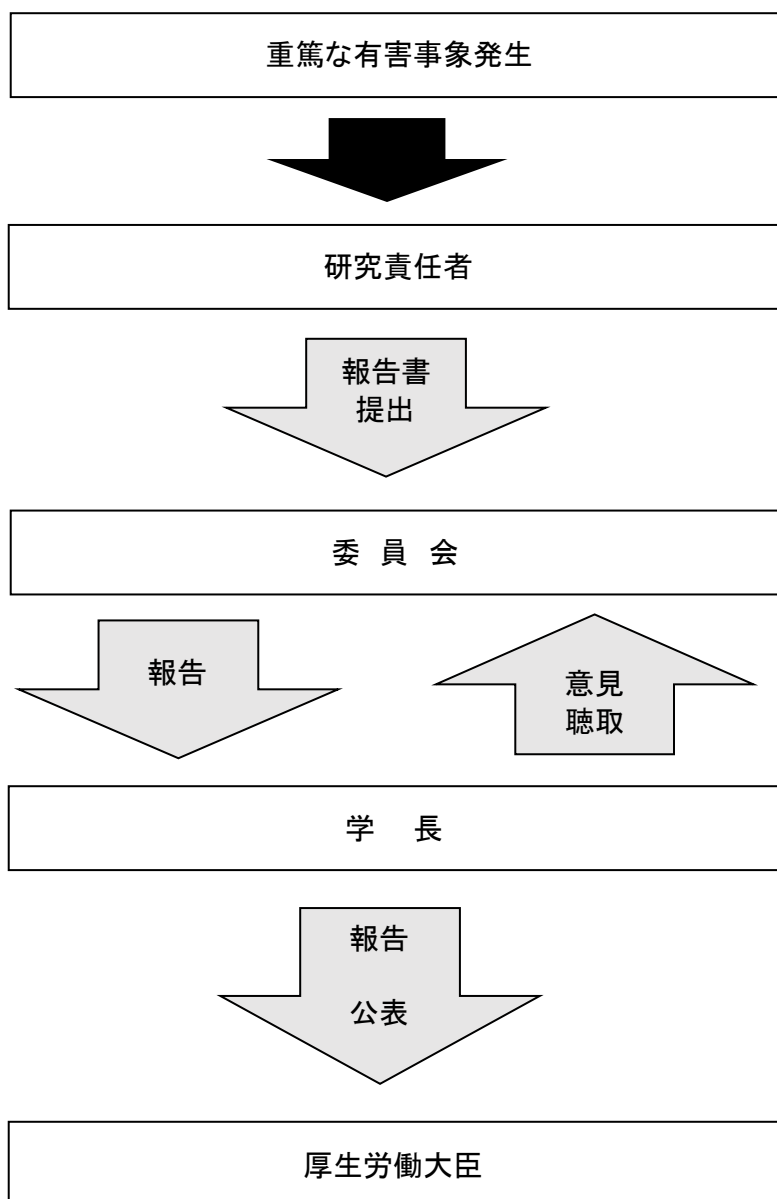 重篤な有害事象発生
研究責任者
報告書
提出
委 員 会
報告
意見
聴取
学 長
報告
公表
厚生労働大臣